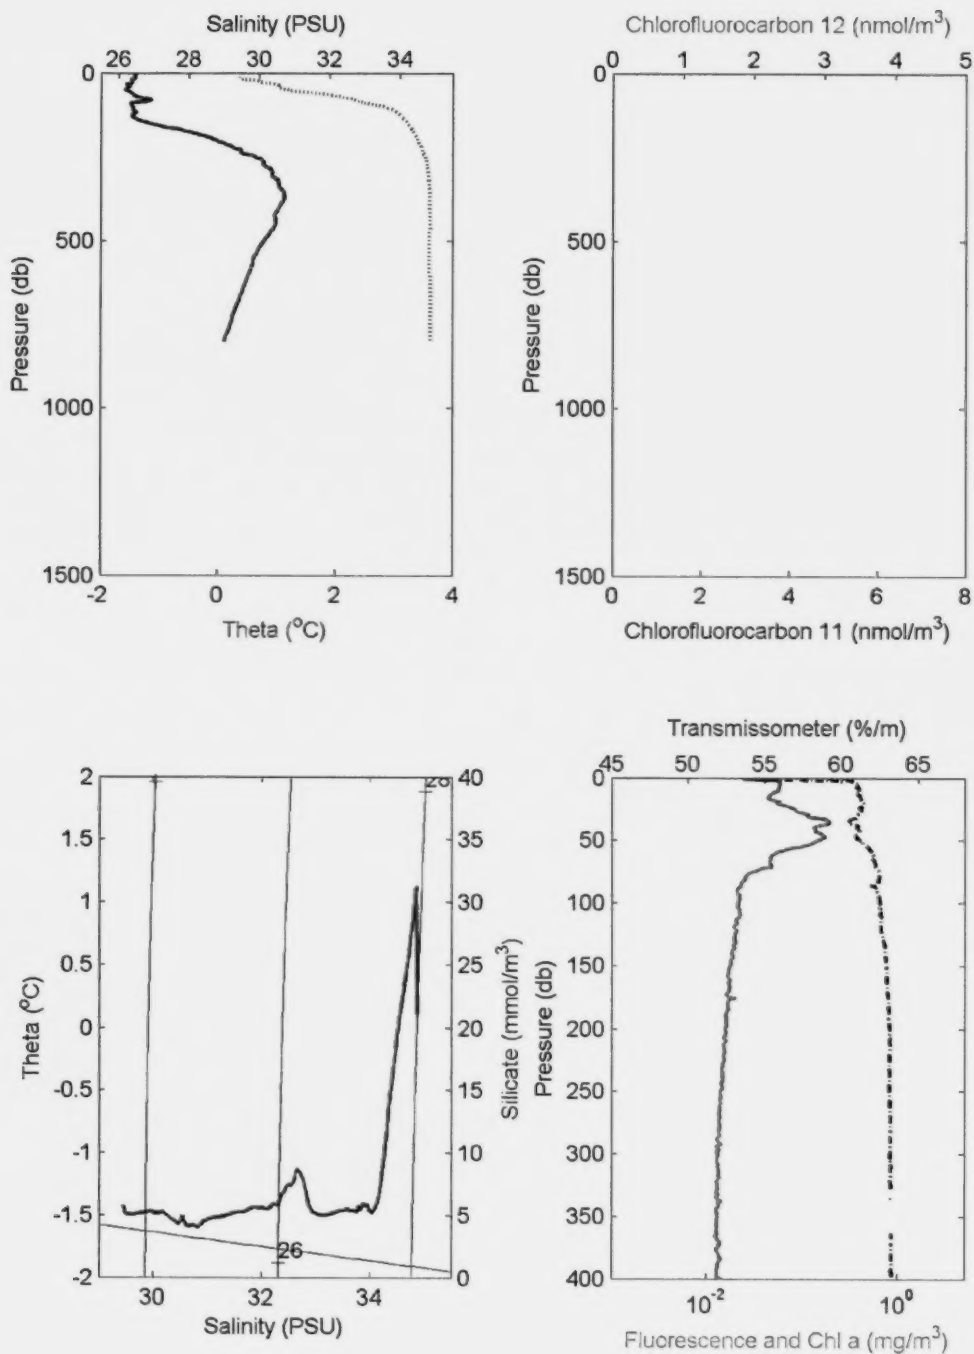 Salinity (PSU)
26 28 30 32 34
0
500
1000
1500
Pressure (db)
-2 0 2 4
Theta (°C)
Chlorofluorocarbon 12 (nmol/m³)
0 1 2 3 4 5
0
500
1000
1500
Pressure (db)
0 2 4 6 8
Chlorofluorocarbon 11 (nmol/m³)
2
1.5
1
0.5
0
-0.5
-1
-1.5
-2
Theta (°C)
28
26
40
35
30
25
20
15
10
5
0
Silicate (mmol/m³)
30 32 34
Salinity (PSU)
Transmissometer (%/m)
45 50 55 60 65
0
50
100
150
200
250
300
350
400
Pressure (db)
10⁻² 10⁰
Fluorescence and Chl a (mg/m³)